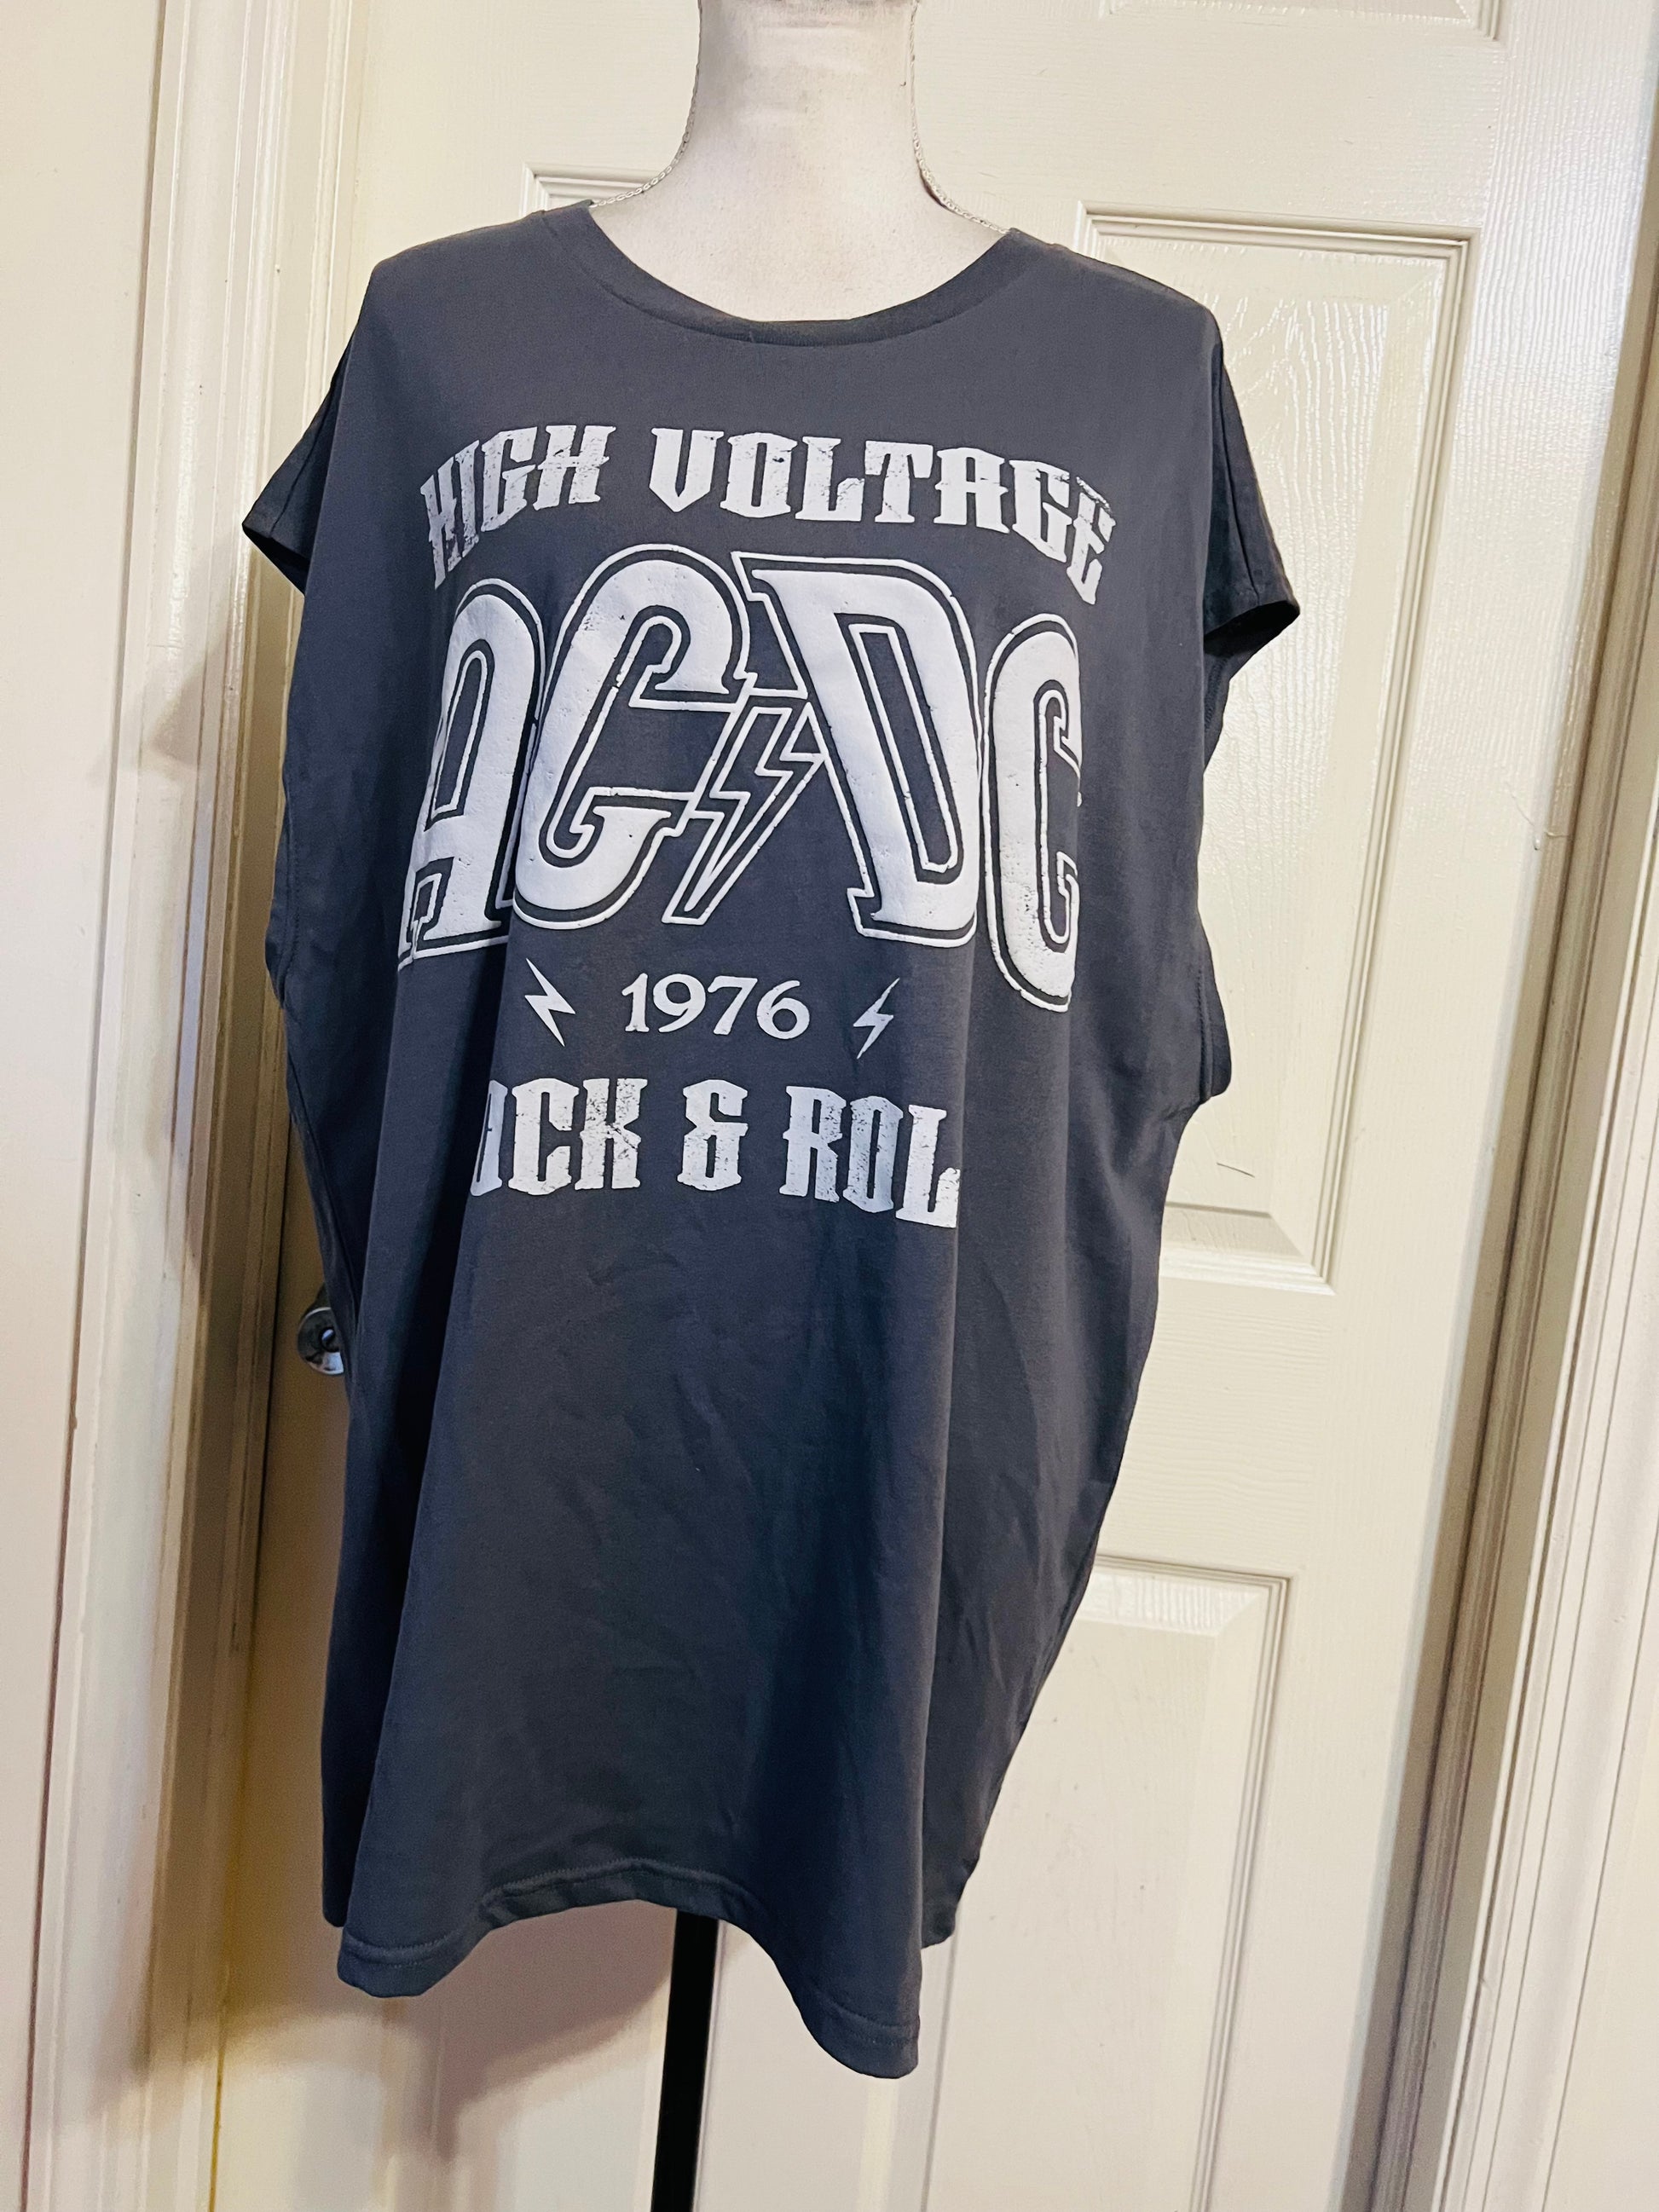 HIGH VOLTAGE
AC/DC
1976
OCK & ROL